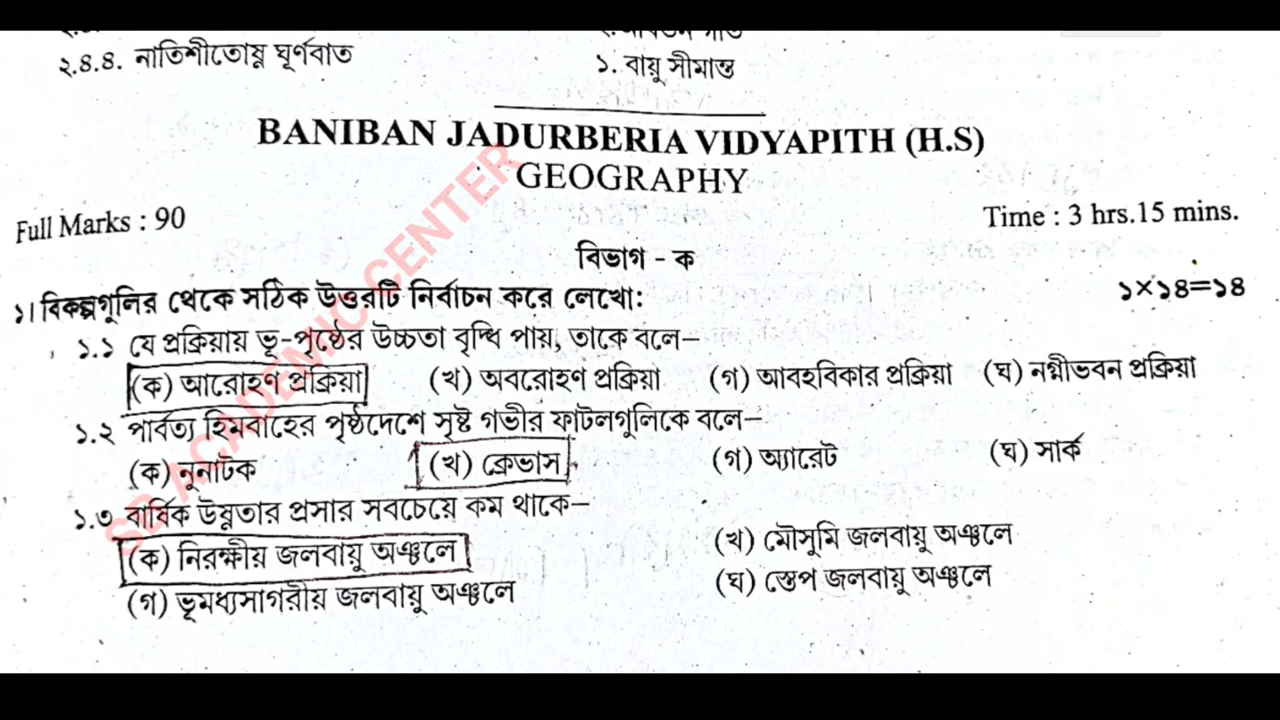 ২.৪.৪. নাতিশীতোষ্ণ ঘূর্ণবাত ১. বায়ু সীমান্ত
BANIBAN JADURBERIA VIDYAPITH (H.S)
GEOGRAPHY
Full Marks : 90 Time : 3 hrs.15 mins.
বিভাগ - ক
১। বিকল্পগুলির থেকে সঠিক উত্তরটি নির্বাচন করে লেখো: ১×১৪=১৪
১.১ যে প্রক্রিয়ায় ভূ-পৃষ্ঠের উচ্চতা বৃদ্ধি পায়, তাকে বলে–
(ক) আরোহণ প্রক্রিয়া (খ) অবরোহণ প্রক্রিয়া (গ) আবহবিকার প্রক্রিয়া (ঘ) নগ্নীভবন প্রক্রিয়া
১.২ পার্বত্য হিমবাহের পৃষ্ঠদেশে সৃষ্ট গভীর ফাটলগুলিকে বলে–
(ক) নুনাটক (খ) ক্রেভাস (গ) অ্যারেট (ঘ) সার্ক
১.৩ বার্ষিক উষ্ণতার প্রসার সবচেয়ে কম থাকে–
(ক) নিরক্ষীয় জলবায়ু অঞ্চলে (খ) মৌসুমি জলবায়ু অঞ্চলে
(গ) ভূমধ্যসাগরীয় জলবায়ু অঞ্চলে (ঘ) স্তেপ জলবায়ু অঞ্চলে
SB ACADEMIC CENTER